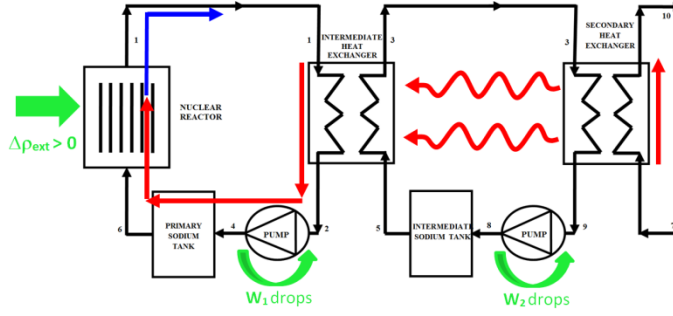 1
1
INTERMEDIATE
HEAT
EXCHANGER
3
3
SECONDARY
HEAT
EXCHANGER
10
NUCLEAR
REACTOR
Δρext > 0
6
PRIMARY
SODIUM
TANK
4
PUMP
2
5
INTERMEDIATE
SODIUM TANK
8
PUMP
9
W1 drops
W2 drops